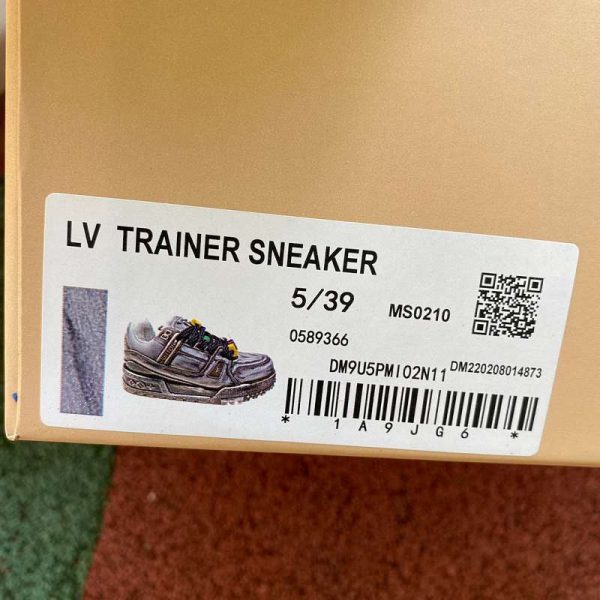 LV TRAINER SNEAKER
5/39 MS0210
0589366
DM9U5PMI02N11 DM220208014873
* 1A9JG6 *